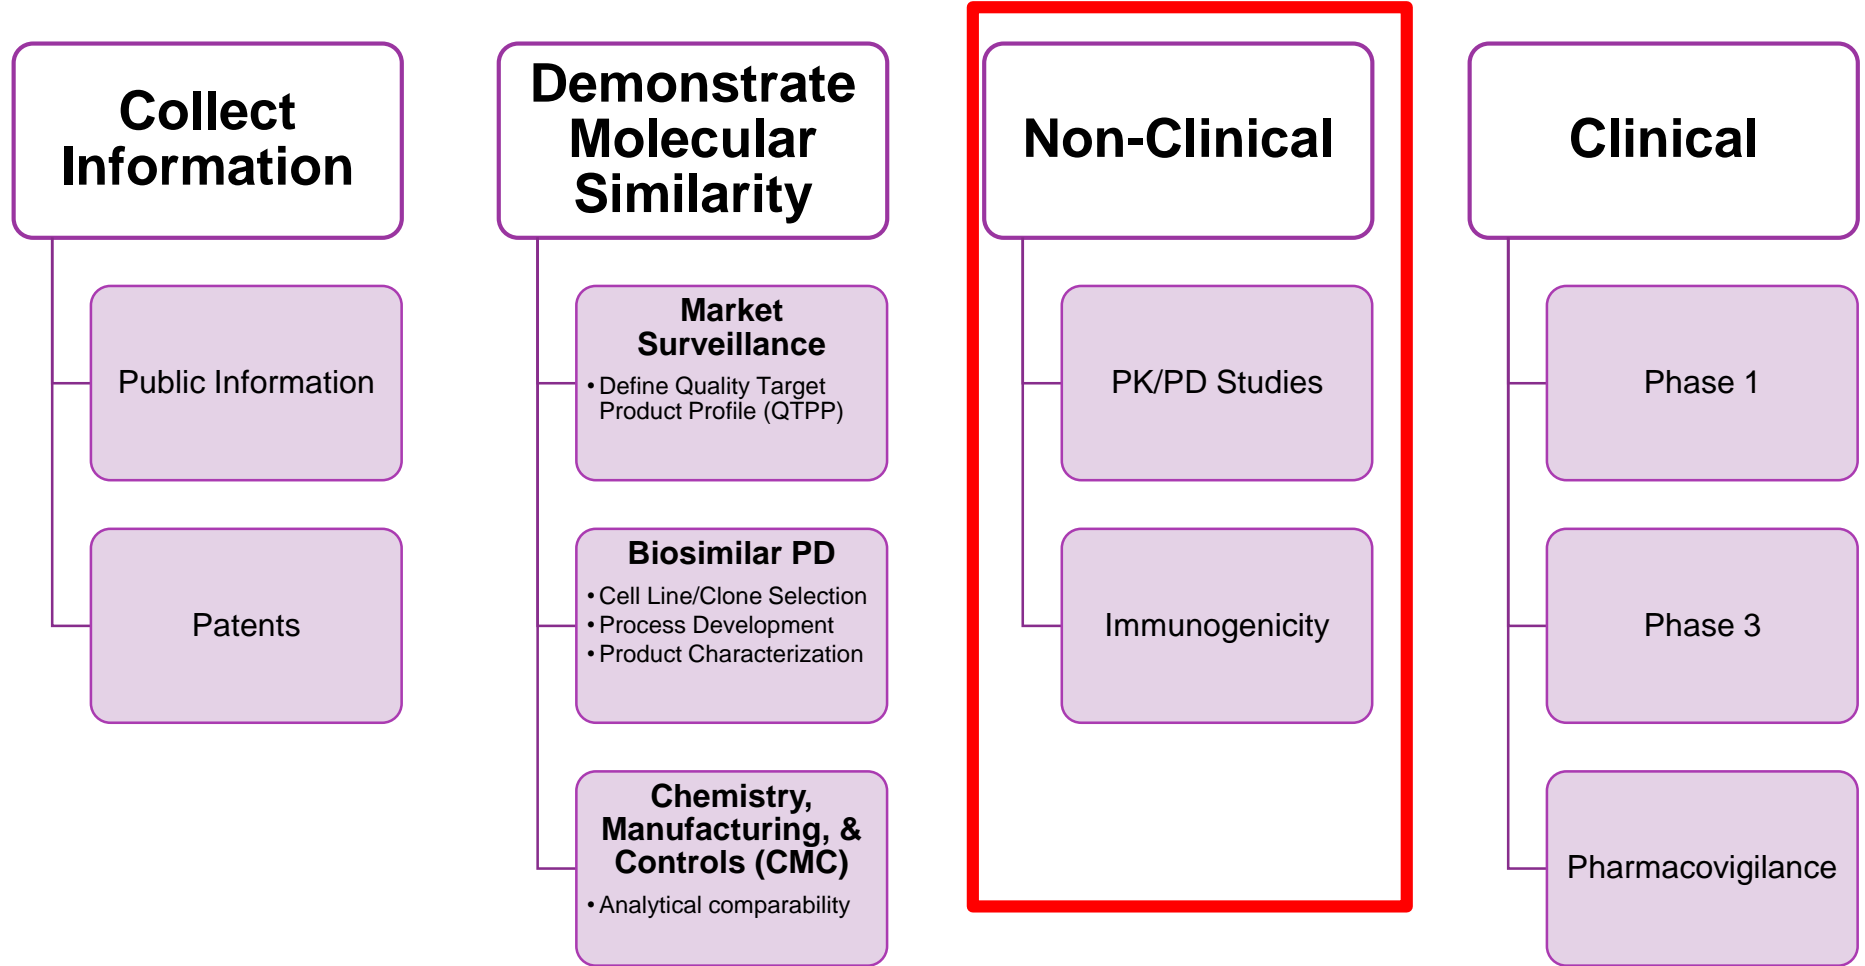 Collect
Information
Public Information
Patents
Demonstrate
Molecular
Similarity
Market
Surveillance
• Define Quality Target
Product Profile (QTPP)
Biosimilar PD
• Cell Line/Clone Selection
• Process Development
• Product Characterization
Chemistry,
Manufacturing, &
Controls (CMC)
• Analytical comparability
Non-Clinical
PK/PD Studies
Immunogenicity
Clinical
Phase 1
Phase 3
Pharmacovigilance